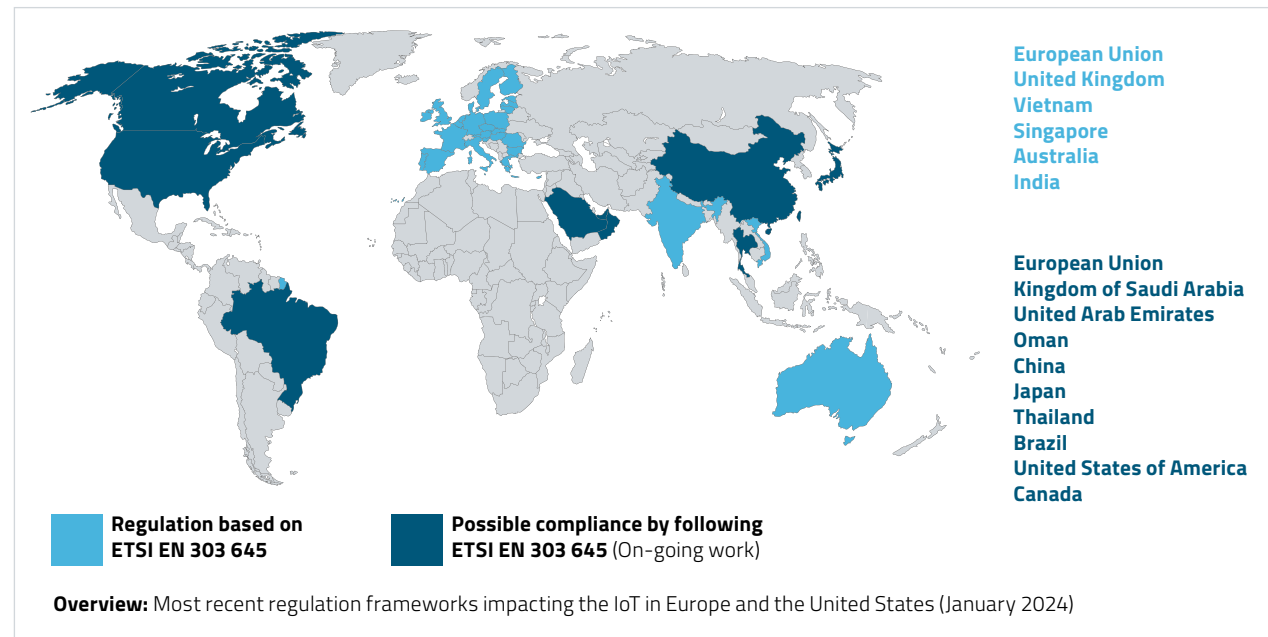 European Union
United Kingdom
Vietnam
Singapore
Australia
India
European Union
Kingdom of Saudi Arabia
United Arab Emirates
Oman
China
Japan
Thailand
Brazil
United States of America
Canada
Regulation based on
ETSI EN 303 645
Possible compliance by following
ETSI EN 303 645 (On-going work)
Overview: Most recent regulation frameworks impacting the IoT in Europe and the United States (January 2024)